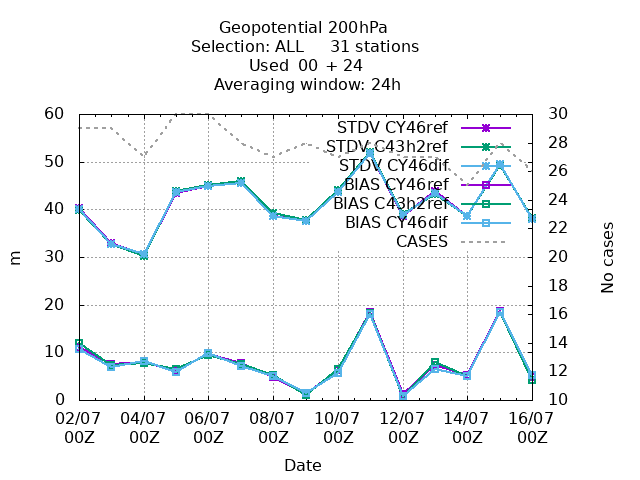 Geopotential 200hPa
Selection: ALL 31 stations
Used 00 + 24
Averaging window: 24h
60 30
STDV CY46ref
28
STDV C43h2ref
50
STDV CY46dif
26
BIAS CY46ref
24
BIAS C43h2ref
40
BIAS CY46dif
22
CASES
30 20
18
20
16
14
10
12
0 10
02/07 04/07 06/07 08/07 10/07 12/07 14/07 16/07
00Z 00Z 00Z 00Z 00Z 00Z 00Z 00Z
Date
m
No cases